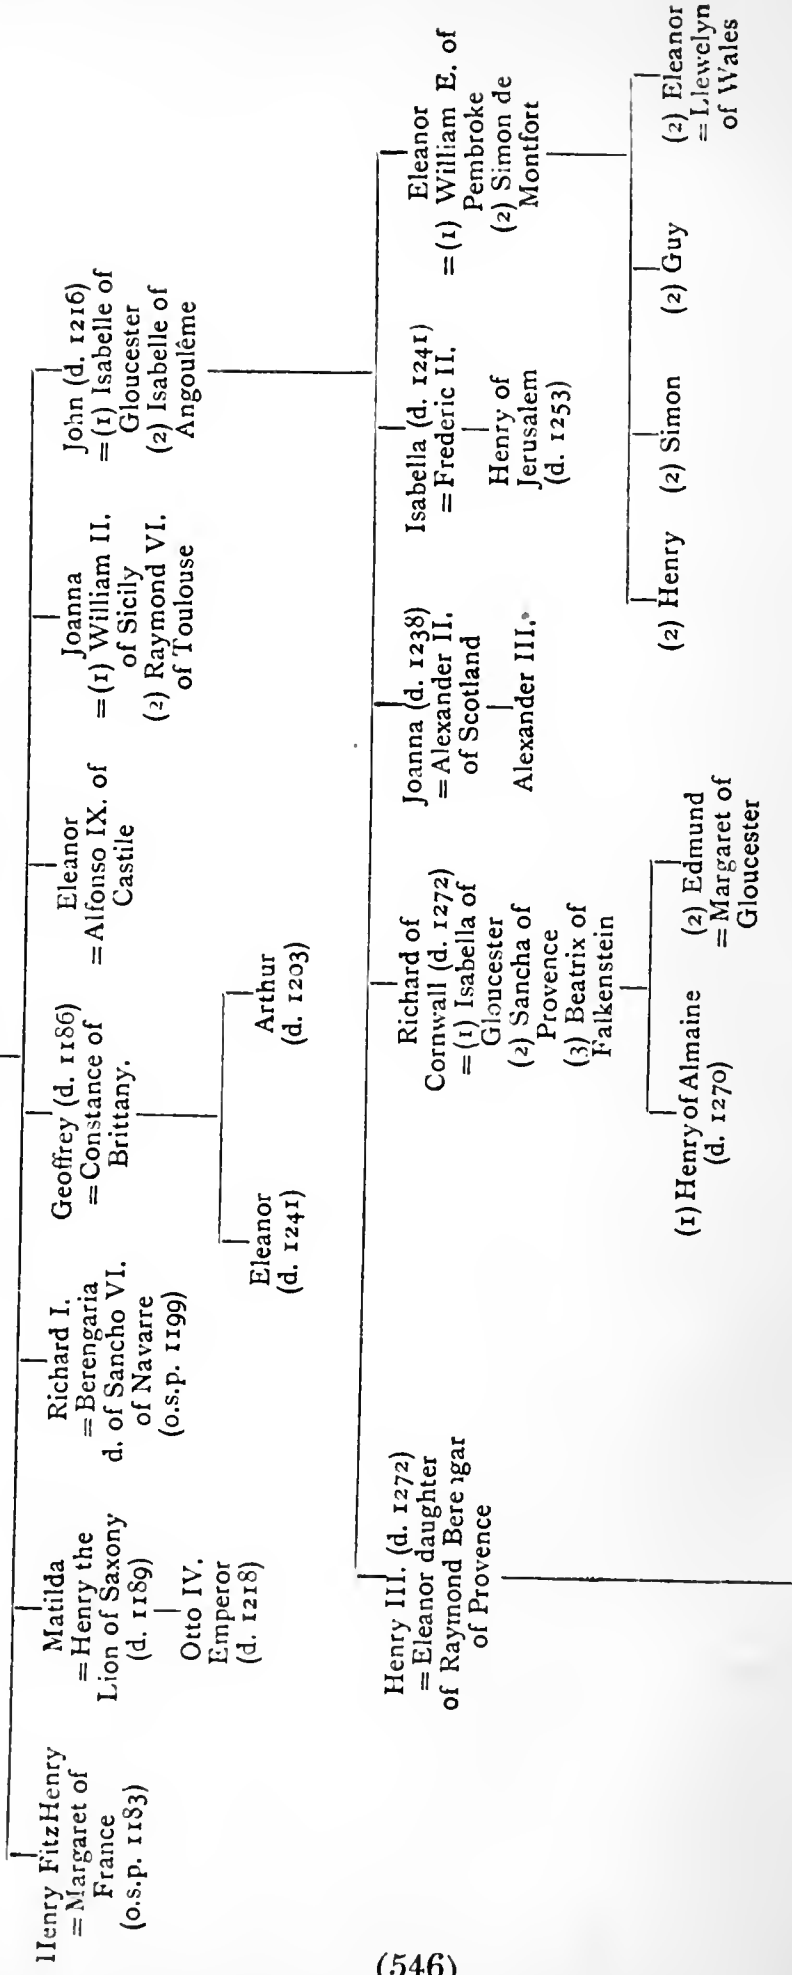 Henry FitzHenry
= Margaret of
France
(o.s.p. 1183)
Matilda
= Henry the
Lion of Saxony
(d. 1189)
Otto IV.
Emperor
(d. 1218)
Richard I.
= Berengaria
d. of Sancho VI.
of Navarre
(o.s.p. 1199)
Geoffrey (d. 1186)
= Constance of
Brittany.
Eleanor
(d. 1241)
Arthur
(d. 1203)
Eleanor
= Alfonso IX. of
Castile
Joanna
= (1) William II.
of Sicily
(2) Raymond VI.
of Toulouse
John (d. 1216)
= (1) Isabelle of
Gloucester
(2) Isabelle of
Angoulême
Henry III. (d. 1272)
= Eleanor daughter
of Raymond Bere gar
of Provence
Richard of
Cornwall (d. 1272)
= (1) Isabella of
Gloucester
(2) Sancha of
Provence
(3) Beatrix of
Falkenstein
(1) Henry of Almaine
(d. 1270)
(2) Edmund
= Margaret of
Gloucester
Joanna (d. 1238)
= Alexander II.
of Scotland
Alexander III.
Isabella (d. 1241)
= Frederic II.
Henry of
Jerusalem
(d. 1253)
Eleanor
= (1) William E. of
Pembroke
(2) Simon de
Montfort
(2) Henry
(2) Simon
(2) Guy
(2) Eleanor
= Llewelyn
of Wales
(546)